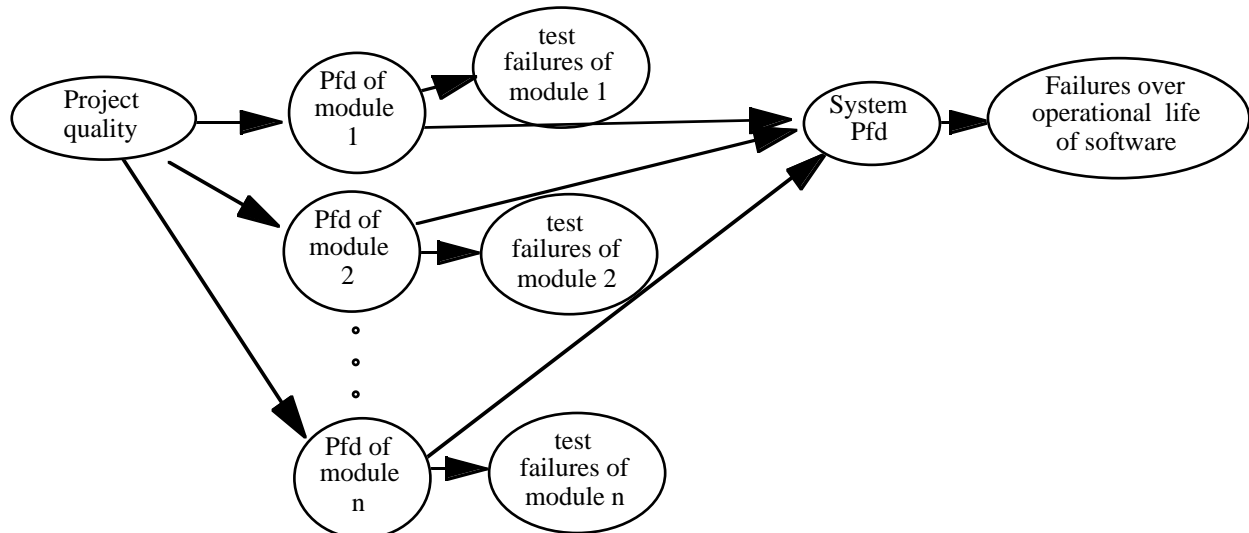 Project
quality
Pfd of
module
1
test
failures of
module 1
System
Pfd
Failures over
operational life
of software
Pfd of
module
2
test
failures of
module 2
Pfd of
module
n
test
failures of
module n